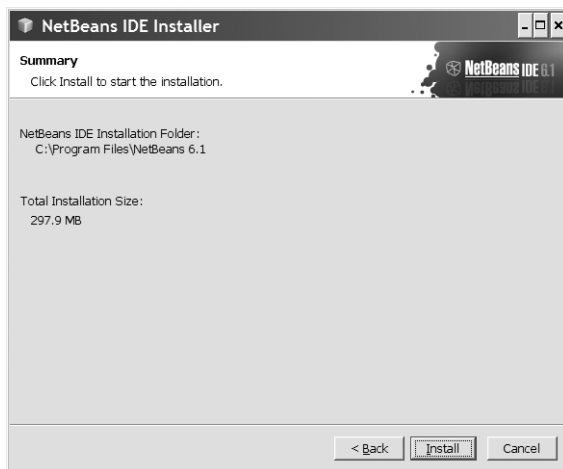 NetBeans IDE Installer
Summary
Click Install to start the installation.
NetBeans IDE 6.1
NetBeans IDE Installation Folder:
C:\Program Files\NetBeans 6.1
Total Installation Size:
297.9 MB
< Back
Install
Cancel